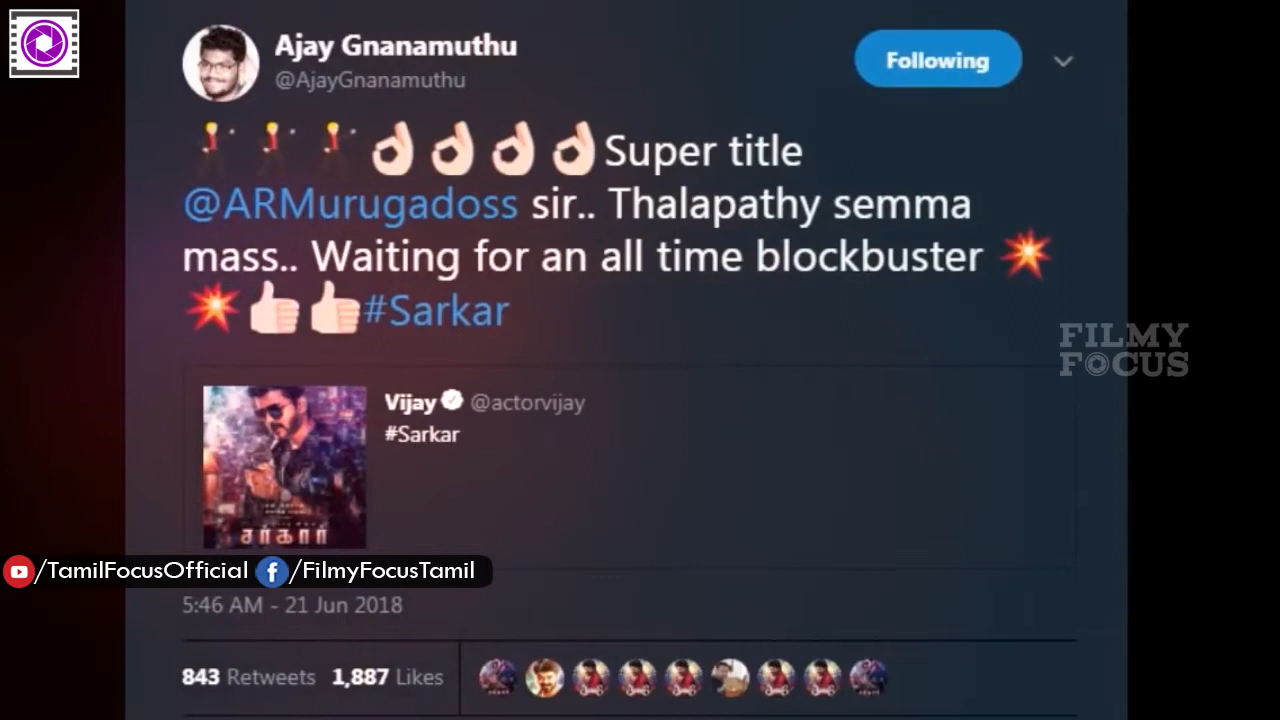 Ajay Gnanamuthu
@AjayGnanamuthu
Following
Super title
@ARMurugadoss sir.. Thalapathy semma
mass.. Waiting for an all time blockbuster
#Sarkar
FILMY
FOCUS
Vijay @actorvijay
#Sarkar
சர்கார்
/TamilFocusOfficial /FilmyFocusTamil
5:46 AM - 21 Jun 2018
843 Retweets 1,887 Likes